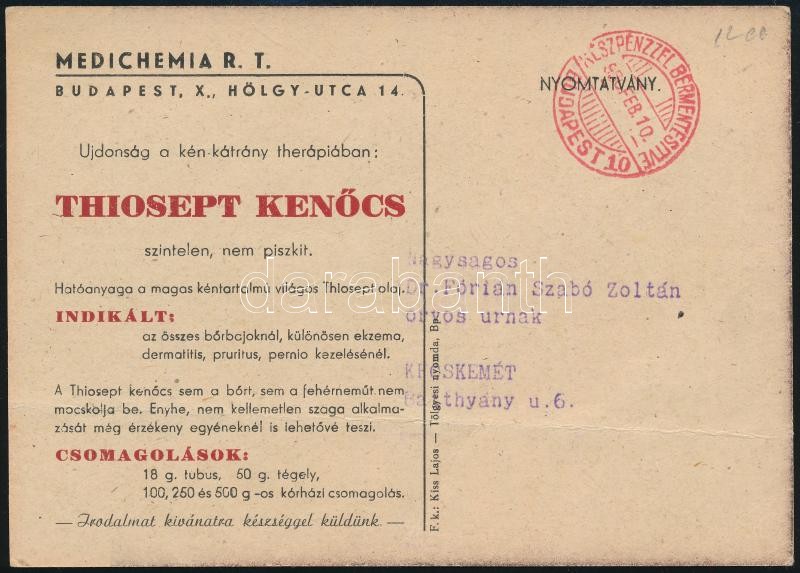 MEDICHEMIA R. T.
BUDAPEST, X., HÖLGY-UTCA 14.
Ujdonság a kén-kátrány therápiában:
THIOSEPT KENŐCS
szintelen, nem piszkit.
Hatóanyaga a magas kéntartalmú világos Thiosept olaj.
INDIKÁLT:
az összes bőrbajoknál, különösen ekzema,
dermatitis, pruritus, pernio kezelésénél.
A Thiosept kenőcs sem a bőrt, sem a fehérneműt nem
mocskolja be. Enyhe, nem kellemetlen szaga alkalma-
zását még érzékeny egyéneknél is lehetővé teszi.
CSOMAGOLÁSOK:
18 g. tubus, 50 g. tégely,
100, 250 és 500 g-os kórházi csomagolás.
— Irodalmat kivánatra készséggel küldünk. —
F. k.: Kiss Lajos — Tölgyesi nyomda, Bp.
NYOMTATVÁNY.
KÉSZPÉNZZEL BÉRMENTESITVE
FEB. 10.
BUDAPEST 10
Nagysagos
Dr. Fórián Szabó Zoltán
orvos urnak
KECSKEMÉT
Batthyány u.6.
darabanth